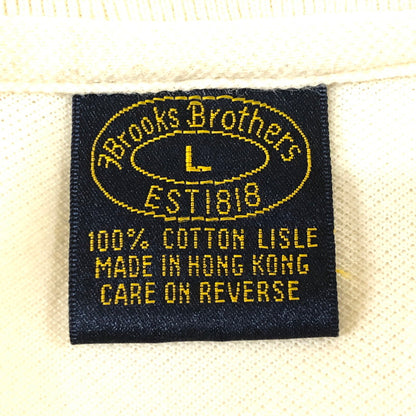 Brooks Brothers
L
EST 1818
100% COTTON LISLE
MADE IN HONG KONG
CARE ON REVERSE